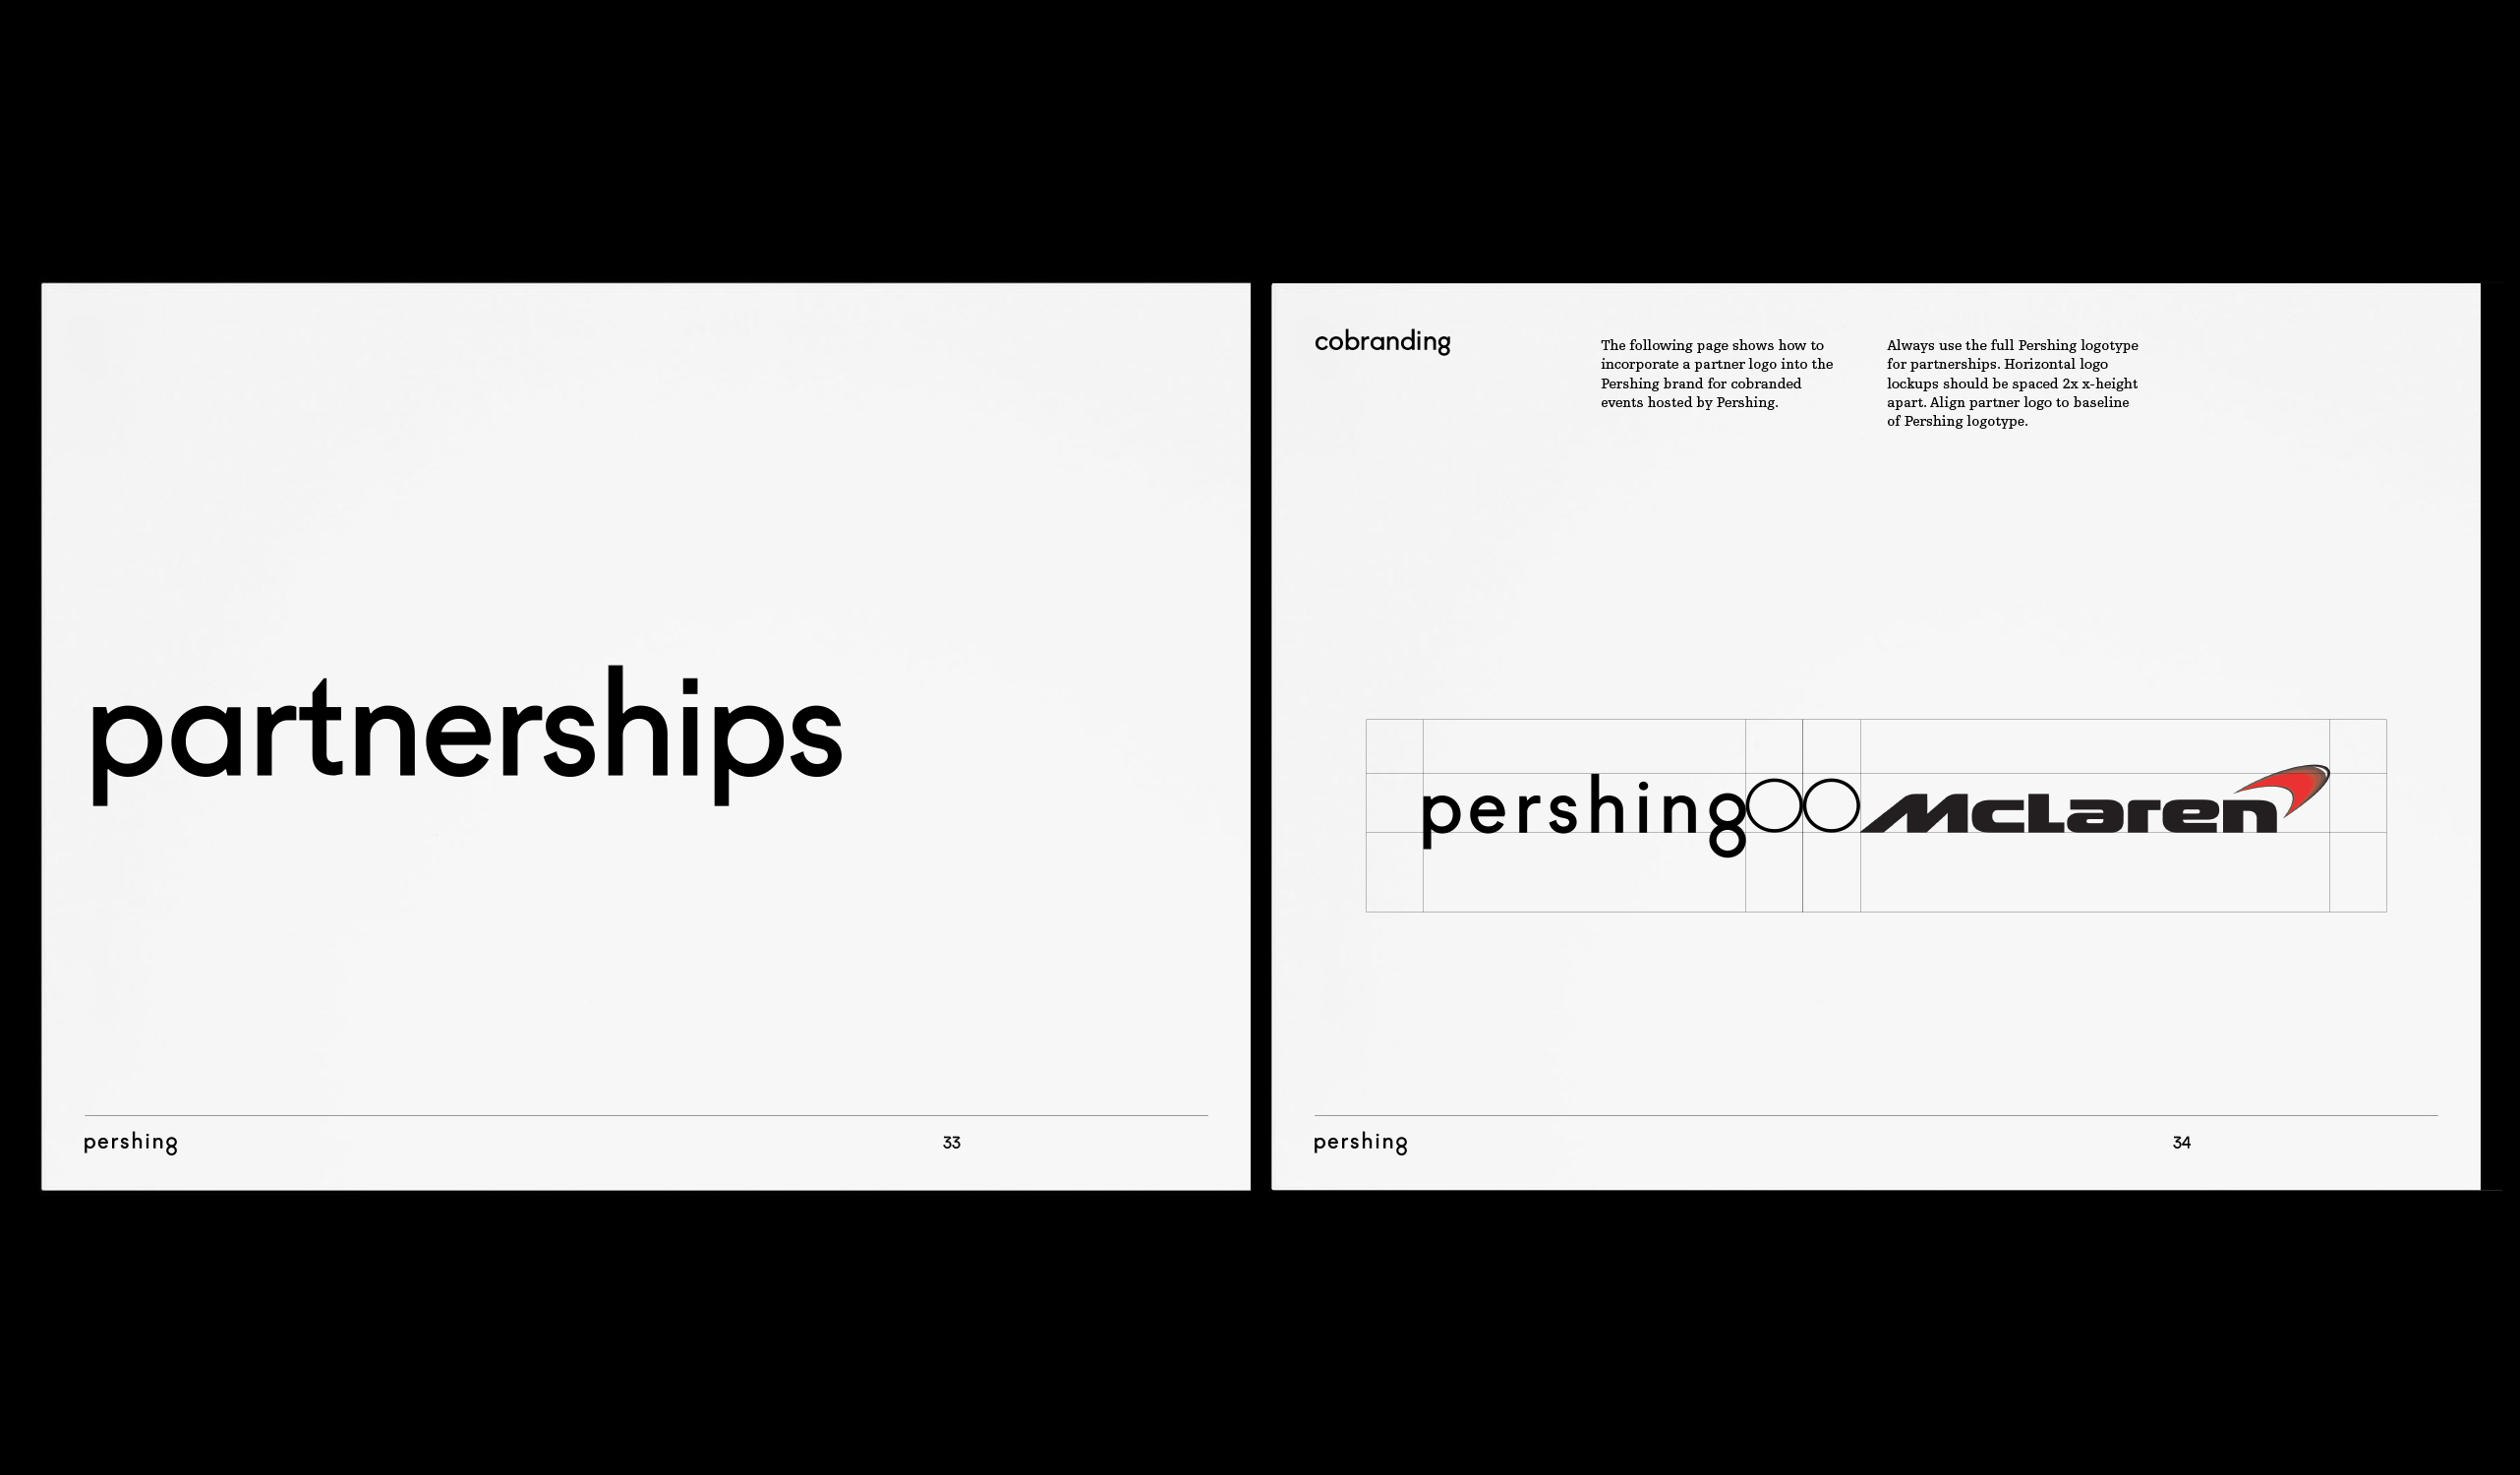 partnerships
pershing
33
cobranding
The following page shows how to
incorporate a partner logo into the
Pershing brand for cobranded
events hosted by Pershing.
Always use the full Pershing logotype
for partnerships. Horizontal logo
lockups should be spaced 2x x-height
apart. Align partner logo to baseline
of Pershing logotype.
pershing McLaren
pershing
34